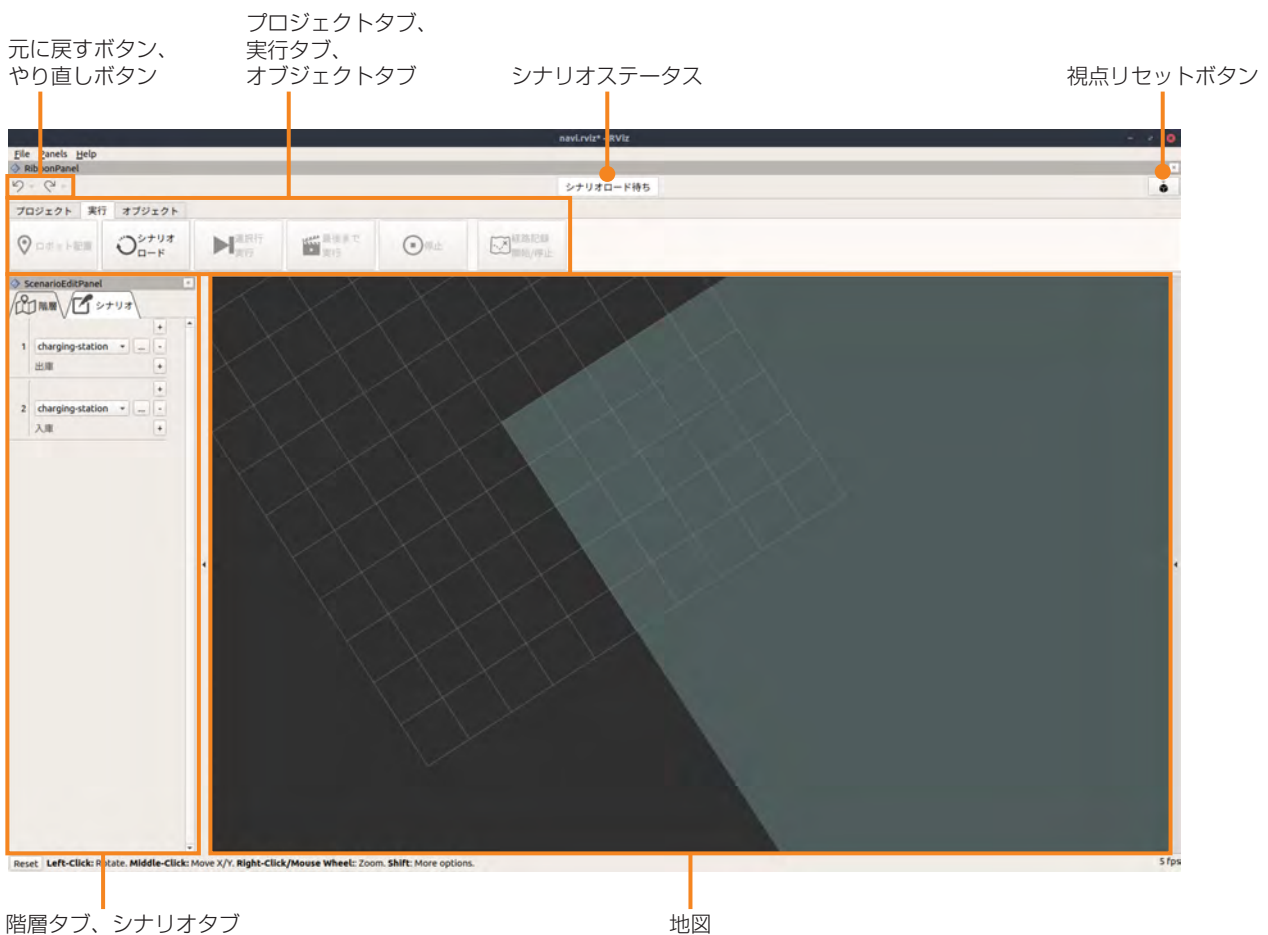 プロジェクトタブ、
元に戻すボタン、
実行タブ、
やり直しボタン
オブジェクトタブ
シナリオステータス
視点リセットボタン
navi.rviz* - RViz
File Panels Help
RibbonPanel
シナリオロード待ち
プロジェクト 実行 オブジェクト
ロボット配置
シナリオ
ロード
選択行
実行
最後まで
実行
停止
経路記録
開始/停止
ScenarioEditPanel
階層 シナリオ
+
1 charging-station ... -
出庫 +
+
2 charging-station ... -
入庫 +
Reset Left-Click: Rotate. Middle-Click: Move X/Y. Right-Click/Mouse Wheel:: Zoom. Shift: More options.
5 fps
階層タブ、シナリオタブ
地図